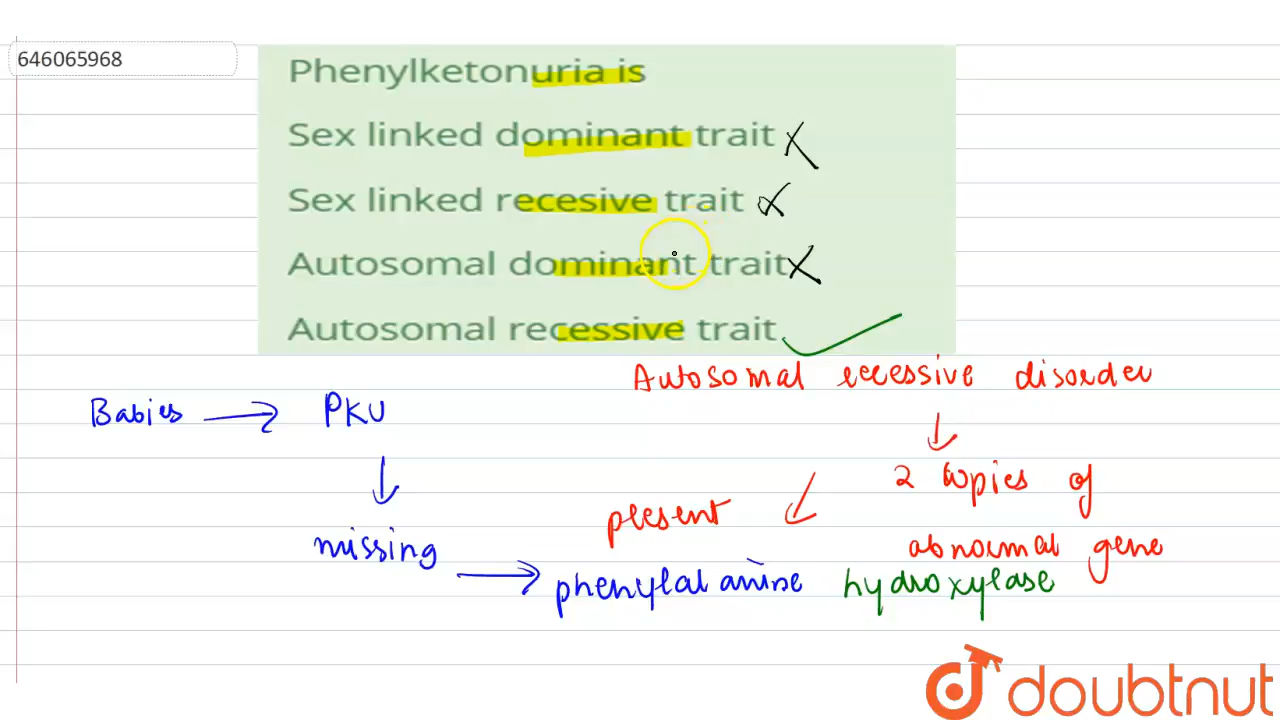 646065968
Phenylketonuria is
Sex linked dominant trait
Sex linked recesive trait
Autosomal dominant trait
Autosomal recessive trait
Autosomal recessive disorder
Babies → PKU
2 copies of
present
abnormal gene
missing → phenylalanine hydroxylase
doubtnut